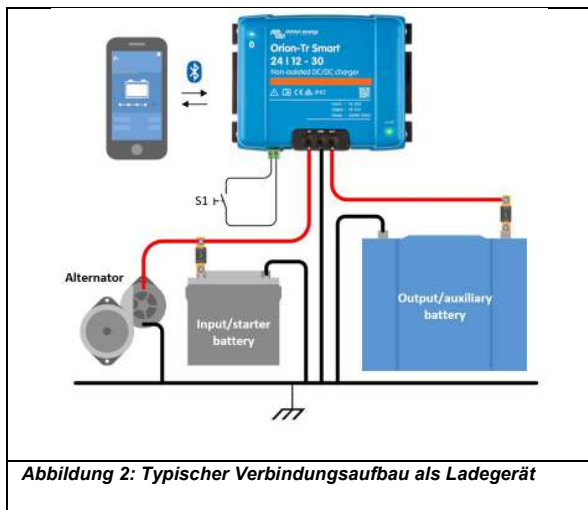 Orion-Tr Smart
24 | 12 - 30
Non-isolated DC/DC charger
S1
Alternator
Input/starter
battery
Output/auxiliary
battery
Abbildung 2: Typischer Verbindungsaufbau als Ladegerät